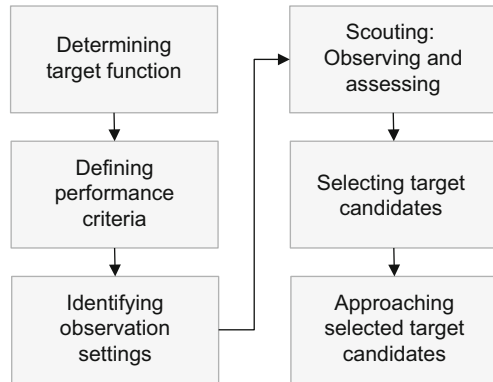 Determining
target function
Defining
performance
criteria
Identifying
observation
settings
Scouting:
Observing and
assessing
Selecting target
candidates
Approaching
selected target
candidates